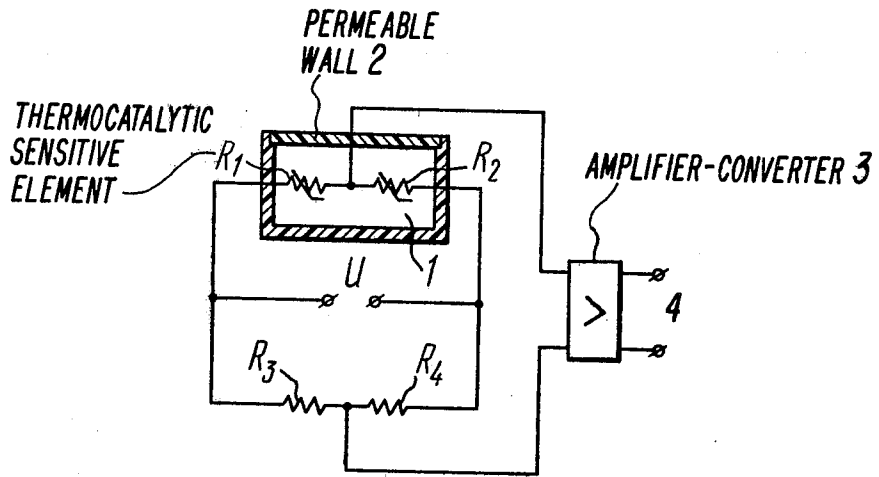 PERMEABLE
WALL 2
THERMOCATALYTIC
SENSITIVE
ELEMENT
R1
R2
AMPLIFIER-CONVERTER 3
U
1
>
4
R3
R4